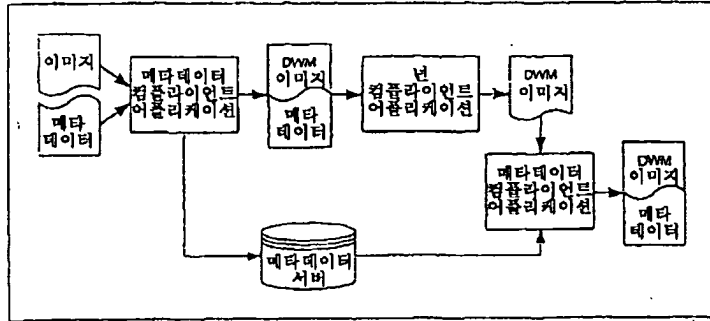 이미지
메타
데이터
메타데이터
컴플라이언트
어플리케이션
DWM
이미지
메타
데이터
넌
컴플라이언트
어플리케이션
DWM
이미지
메타데이터
컴플라이언트
어플리케이션
DWM
이미지
메타
데이터
메타데이터
서버